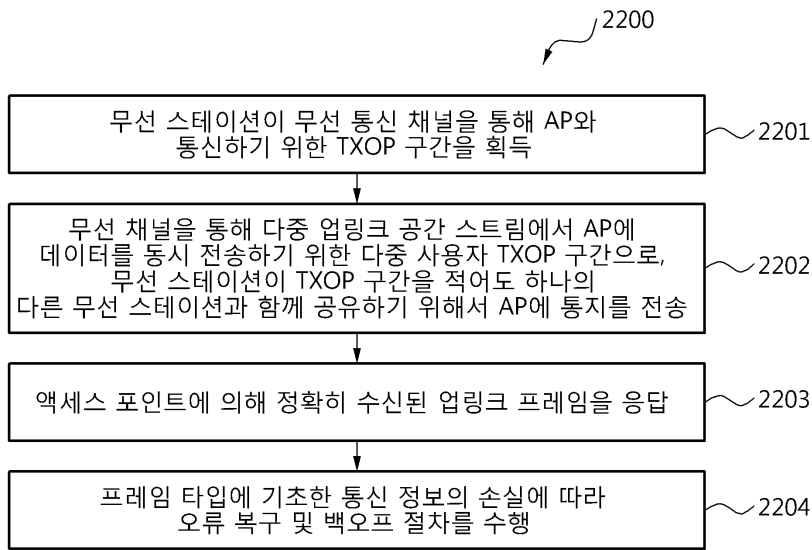 2200
무선 스테이션이 무선 통신 채널을 통해 AP와
통신하기 위한 TXOP 구간을 획득
2201
무선 채널을 통해 다중 업링크 공간 스트림에서 AP에
데이터를 동시 전송하기 위한 다중 사용자 TXOP 구간으로,
무선 스테이션이 TXOP 구간을 적어도 하나의
다른 무선 스테이션과 함께 공유하기 위해서 AP에 통지를 전송
2202
액세스 포인트에 의해 정확히 수신된 업링크 프레임을 응답
2203
프레임 타입에 기초한 통신 정보의 손실에 따라
오류 복구 및 백오프 절차를 수행
2204